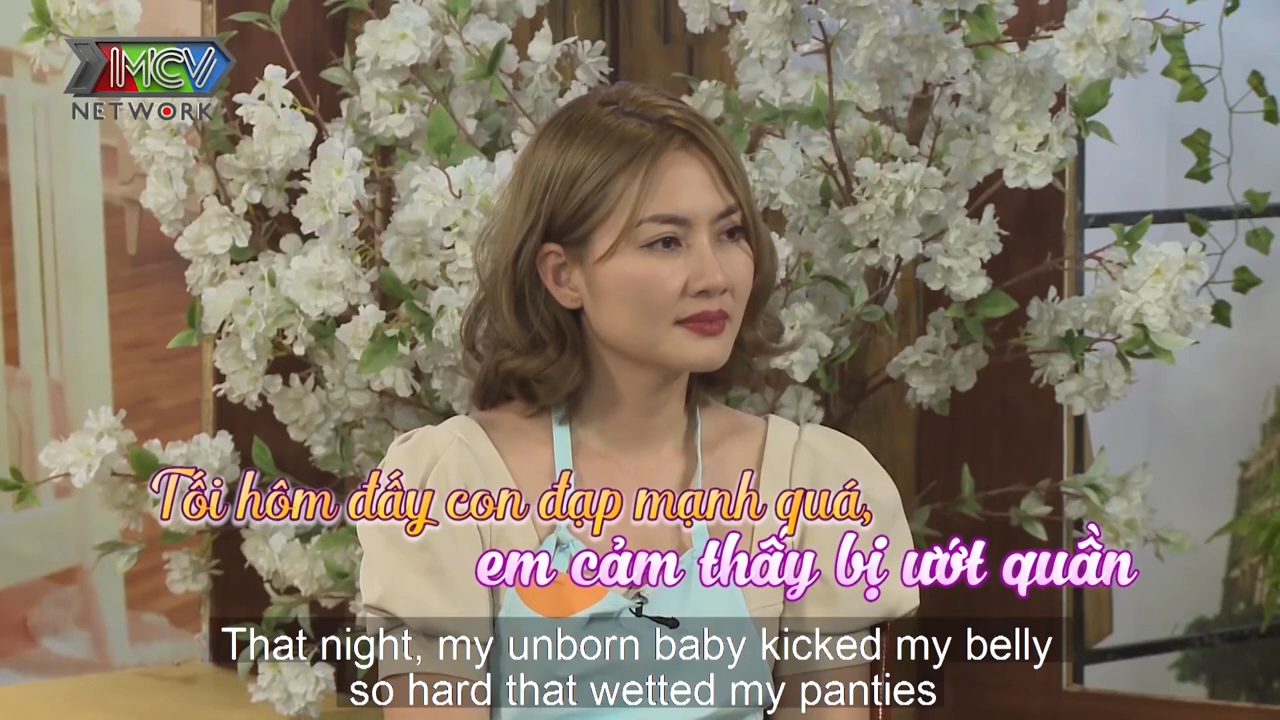 MCV
NETWORK
Tối hôm đấy con đạp mạnh quá,
em cảm thấy bị ướt quần
That night, my unborn baby kicked my belly
so hard that wetted my panties